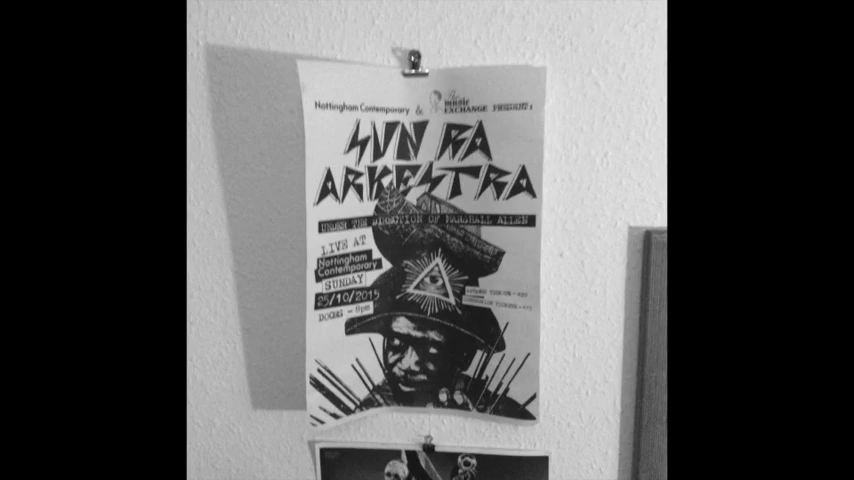 Nottingham Contemporary & The Music EXCHANGE PRESENTS
SUN RA
ARKESTRA
UNDER THE DIRECTION OF MARSHALL ALLEN
LIVE AT
Nottingham
Contemporary
SUNDAY
25/10/2015
DOORS - 8pm